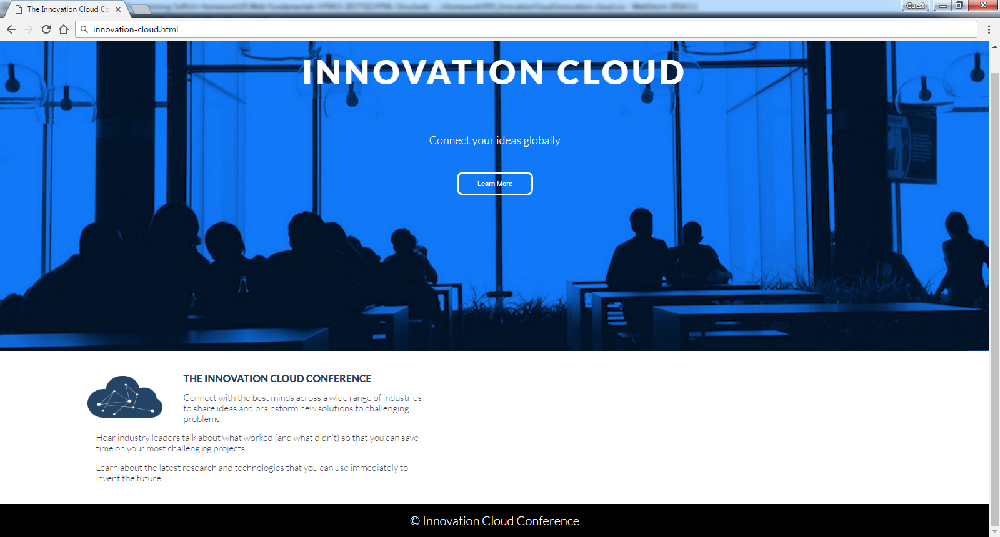 The Innovation Cloud Co
Guest
innovation-cloud.html
INNOVATION CLOUD
Connect your ideas globally
Learn More
THE INNOVATION CLOUD CONFERENCE
Connect with the best minds across a wide range of industries
to share ideas and brainstorm new solutions to challenging
problems.
Hear industry leaders talk about what worked (and what didn't) so that you can save
time on your most challenging projects.
Learn about the latest research and technologies that you can use immediately to
invent the future.
© Innovation Cloud Conference